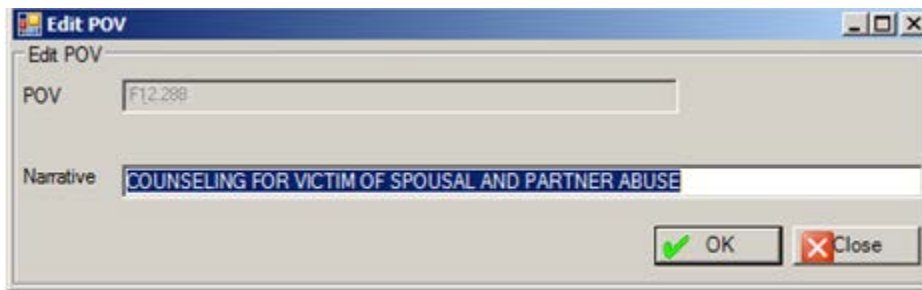 Edit POV
Edit POV
POV
F12.288
Narrative
COUNSELING FOR VICTIM OF SPOUSAL AND PARTNER ABUSE
OK
Close